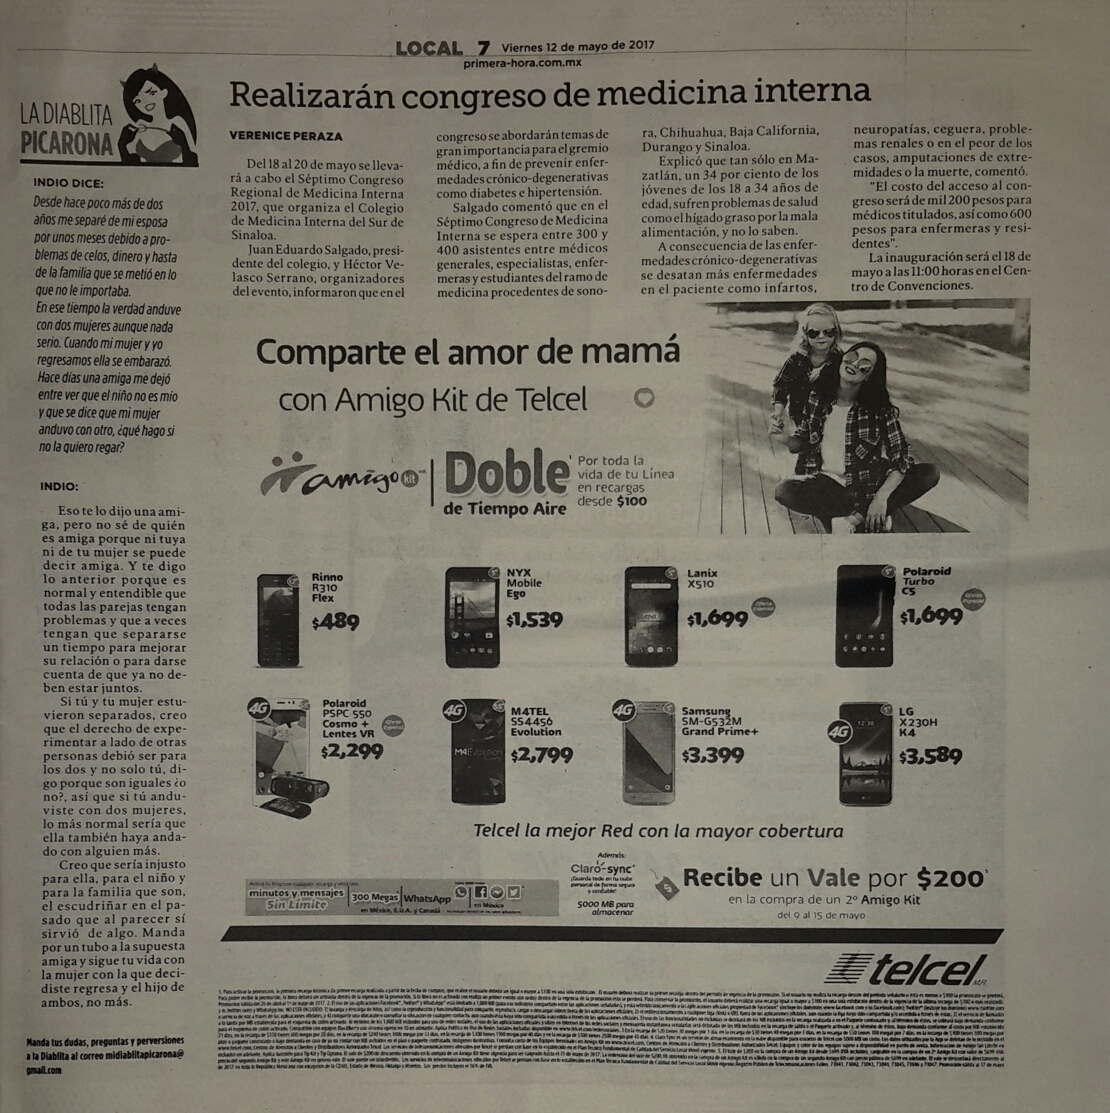 LOCAL 7 Viernes 12 de mayo de 2017
primera-hora.com.mx
LA DIABLITA
PICARONA
INDIO DICE:
Desde hace poco más de dos
años me separé de mi esposa
por unos meses debido a pro-
blemas de celos, dinero y hasta
de la familia que se metió en lo
que no le importaba.
En ese tiempo la verdad anduve
con dos mujeres aunque nada
serio. Cuando mi mujer y yo
regresamos ella se embarazó.
Hace días una amiga me dejó
entre ver que el niño no es mío
y que se dice que mi mujer
anduvo con otro, ¿qué hago si
no la quiero regar?
INDIO:
Eso te lo dijo una ami-
ga, pero no sé de quién
es amiga porque ni tuya
ni de tu mujer se puede
decir amiga. Y te digo
lo anterior porque es
normal y entendible que
todas las parejas tengan
problemas y que a veces
tengan que separarse
un tiempo para mejorar
su relación o para darse
cuenta de que ya no de-
ben estar juntos.
Si tú y tu mujer estu-
vieron separados, creo
que el derecho de expe-
rimentar a lado de otras
personas debió ser para
los dos y no solo tú, di-
go porque son iguales ¿o
no?, así que si tú andu-
viste con dos mujeres,
lo más normal sería que
ella también haya anda-
do con alguien más.
Creo que sería injusto
para ella, para el niño y
para la familia que son,
el escudriñar en el pa-
sado que al parecer sí
sirvió de algo. Manda
por un tubo a la supuesta
amiga y sigue tu vida con
la mujer con la que deci-
diste regresa y el hijo de
ambos, no más.
Manda tus dudas, preguntas y perversiones
a la Diablita al correo midiablitapicarona@
gmail.com
Realizarán congreso de medicina interna
VERENICE PERAZA
Del 18 al 20 de mayo se lleva-
rá a cabo el Séptimo Congreso
Regional de Medicina Interna
2017, que organiza el Colegio
de Medicina Interna del Sur de
Sinaloa.
Juan Eduardo Salgado, presi-
dente del colegio, y Héctor Ve-
lasco Serrano, organizadores
del evento, informaron que en el
congreso se abordarán temas de
gran importancia para el gremio
médico, a fin de prevenir enfer-
medades crónico-degenerativas
como diabetes e hipertensión.
Salgado comentó que en el
Séptimo Congreso de Medicina
Interna se espera entre 300 y
400 asistentes entre médicos
generales, especialistas, enfer-
meras y estudiantes del ramo de
medicina procedentes de sono-
ra, Chihuahua, Baja California,
Durango y Sinaloa.
Explicó que tan sólo en Ma-
zatlán, un 34 por ciento de los
jóvenes de los 18 a 34 años de
edad, sufren problemas de salud
como el hígado graso por la mala
alimentación, y no lo saben.
A consecuencia de las enfer-
medades crónico-degenerativas
se desatan más enfermedades
en el paciente como infartos,
neuropatías, ceguera, proble-
mas renales o en el peor de los
casos, amputaciones de extre-
midades o la muerte, comentó.
"El costo del acceso al con-
greso será de mil 200 pesos para
médicos titulados, así como 600
pesos para enfermeras y resi-
dentes".
La inauguración será el 18 de
mayo a las 11:00 horas en el Cen-
tro de Convenciones.
Comparte el amor de mamá
con Amigo Kit de Telcel
amigo kit
Doble
de Tiempo Aire
Por toda la
vida de tu Línea
en recargas
desde $100
Rinno
R310
Flex
$489
NYX
Mobile
Ego
$1,539
Lanix
X510
$1,699
Oferta
Especial
Polaroid
Turbo
C5
$1,699
Oferta
Especial
4G
Polaroid
PSPC 550
Cosmo +
Lentes VR
$2,299
Oferta
Especial
4G
M4TEL
SS4456
Evolution
$2,799
4G
Samsung
SM-G532M
Grand Prime+
$3,399
4G
LG
X230H
K4
$3,589
Telcel la mejor Red con la mayor cobertura
minutos y mensajes
Sin Límite
300 Megas
WhatsApp
en México, E.U.A. y Canadá
en México
Además:
Claro-sync
¡Guarda todo en tu nube
personal de forma segura
y confiable!
5000 MB para
almacenar
Recibe un Vale por $200
en la compra de un 2º Amigo Kit
del 9 al 15 de mayo
telcel